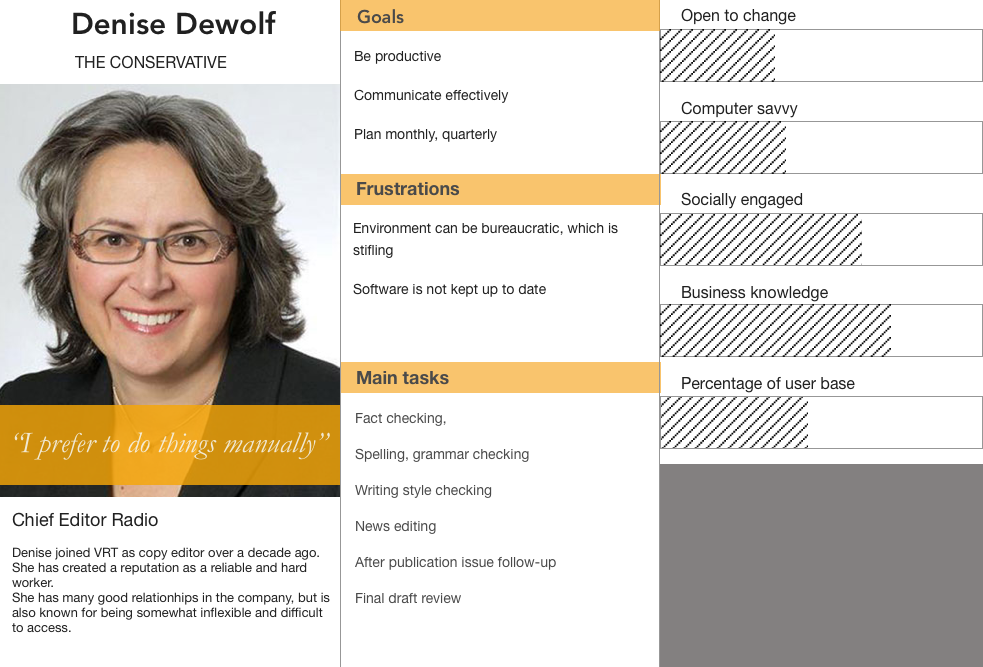 Denise Dewolf
THE CONSERVATIVE
“I prefer to do things manually”
Chief Editor Radio
Denise joined VRT as copy editor over a decade ago.
She has created a reputation as a reliable and hard
worker.
She has many good relationhips in the company, but is
also known for being somewhat inflexible and difficult
to access.
Goals
Be productive
Communicate effectively
Plan monthly, quarterly
Frustrations
Environment can be bureaucratic, which is
stifling
Software is not kept up to date
Main tasks
Fact checking,
Spelling, grammar checking
Writing style checking
News editing
After publication issue follow-up
Final draft review
Open to change
Computer savvy
Socially engaged
Business knowledge
Percentage of user base